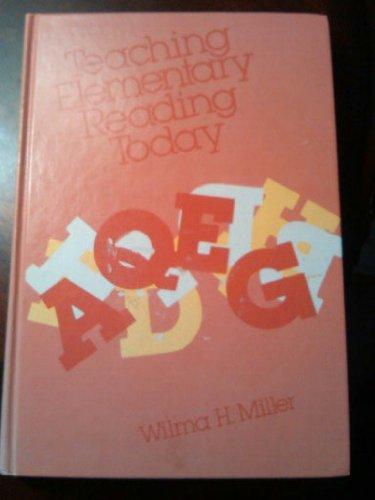 Teaching
Elementary
Reading
Today
A Q E G
D
Wilma H. Miller